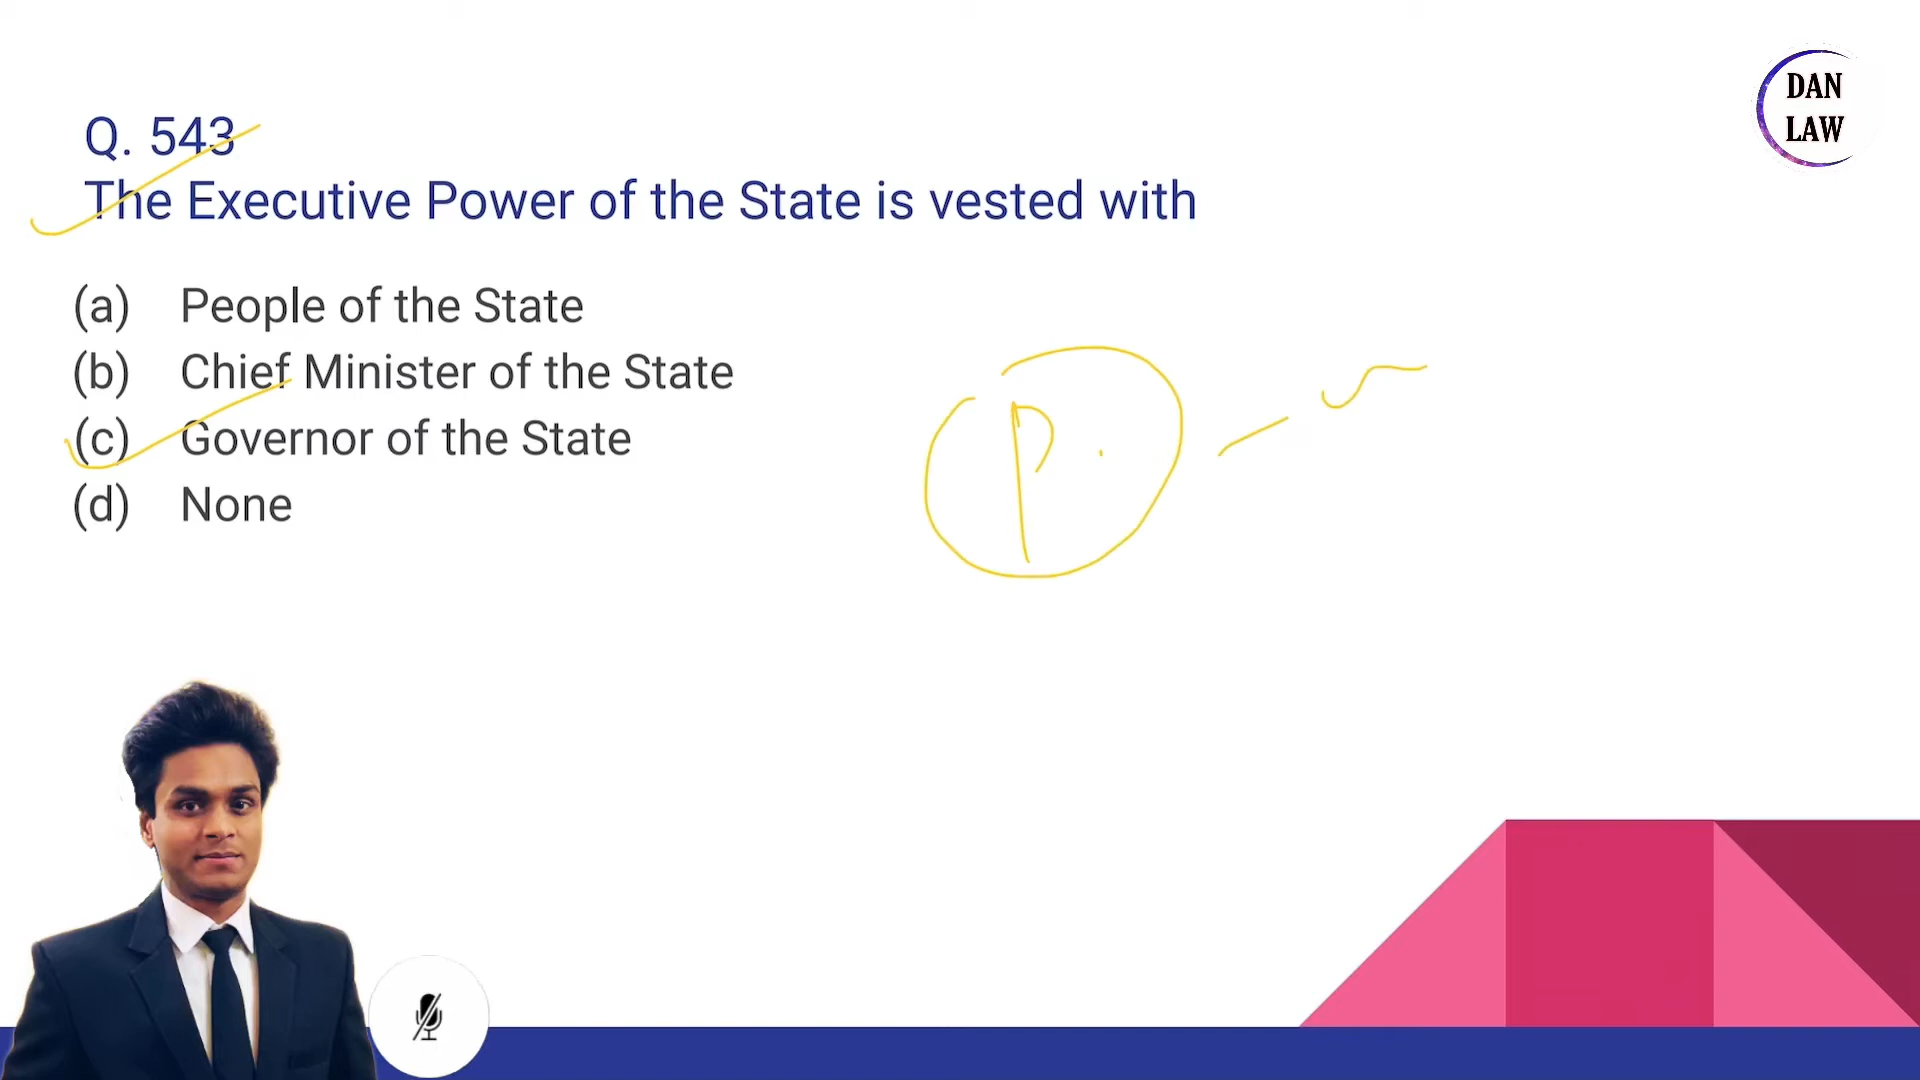 DAN
LAW
Q. 543
The Executive Power of the State is vested with
(a) People of the State
(b) Chief Minister of the State
(c) Governor of the State
(d) None
P.